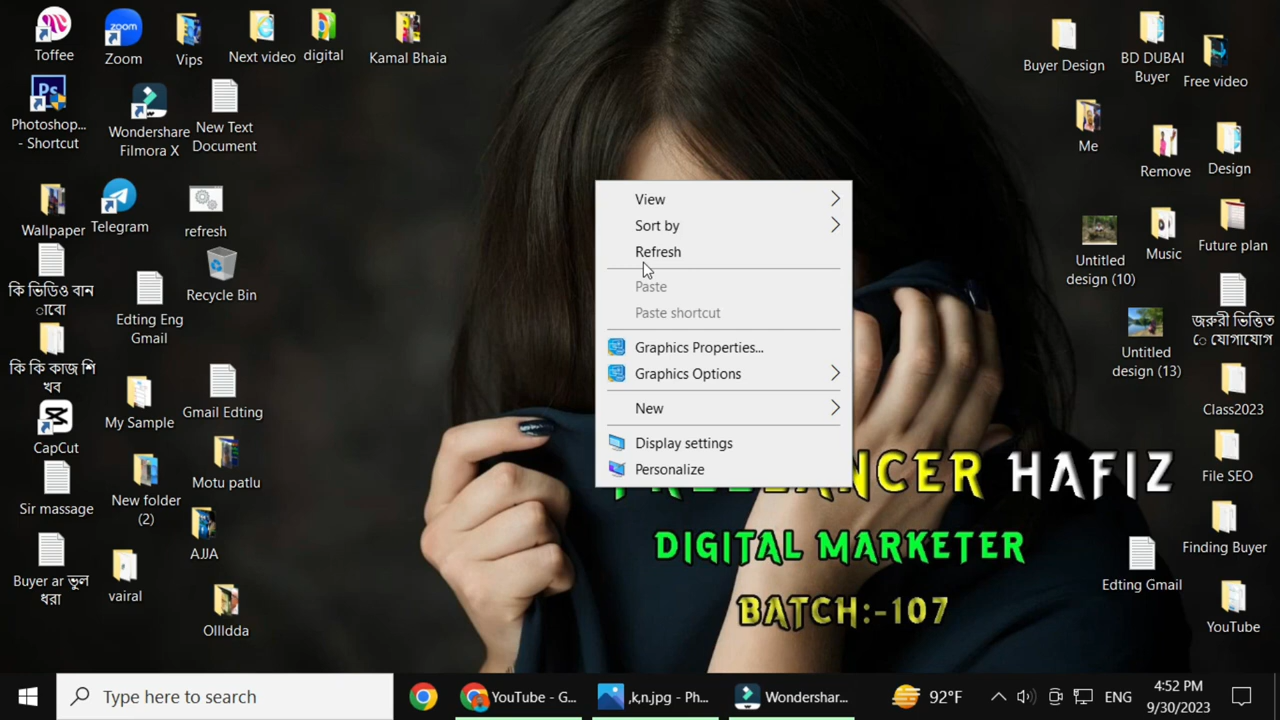 Toffee
Zoom
Vips
Next video
digital
Kamal Bhaia
Buyer Design
BD DUBAI
Buyer
Free video
Photoshop...
- Shortcut
Wondershare
Filmora X
New Text
Document
Me
Remove
Design
Wallpaper
Telegram
refresh
View
Sort by
Refresh
Paste
Paste shortcut
Graphics Properties...
Graphics Options
New
Display settings
Personalize
Untitled
design (10)
Music
Future plan
কি ভিডিও বান
াবো
Edting Eng
Gmail
Recycle Bin
Untitled
design (13)
জরুরী ভিত্তিত
ে যোগাযোগ
কি কি কাজ শি
খব
My Sample
Gmail Edting
Class2023
CapCut
New folder
(2)
Motu patlu
File SEO
HAFIZ
Sir massage
AJJA
DIGITAL MARKETER
Finding Buyer
Buyer ar ভুল
ধরা
vairal
Ollldda
BATCH:-107
Edting Gmail
YouTube
Type here to search
YouTube - G...
,k,n.jpg - Ph...
Wondershar...
92°F
ENG
4:52 PM
9/30/2023
Ps
zoom